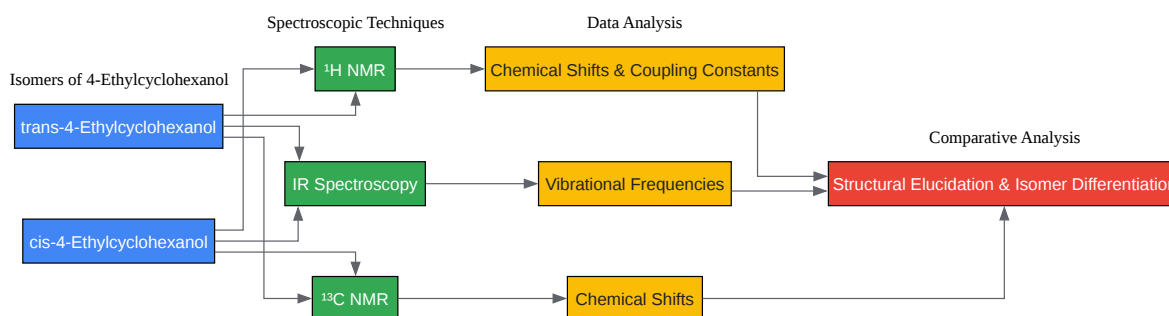 Spectroscopic Techniques
Data Analysis
¹H NMR
Chemical Shifts & Coupling Constants
Isomers of 4-Ethylcyclohexanol
trans-4-Ethylcyclohexanol
Comparative Analysis
IR Spectroscopy
Vibrational Frequencies
Structural Elucidation & Isomer Differentiation
cis-4-Ethylcyclohexanol
¹³C NMR
Chemical Shifts